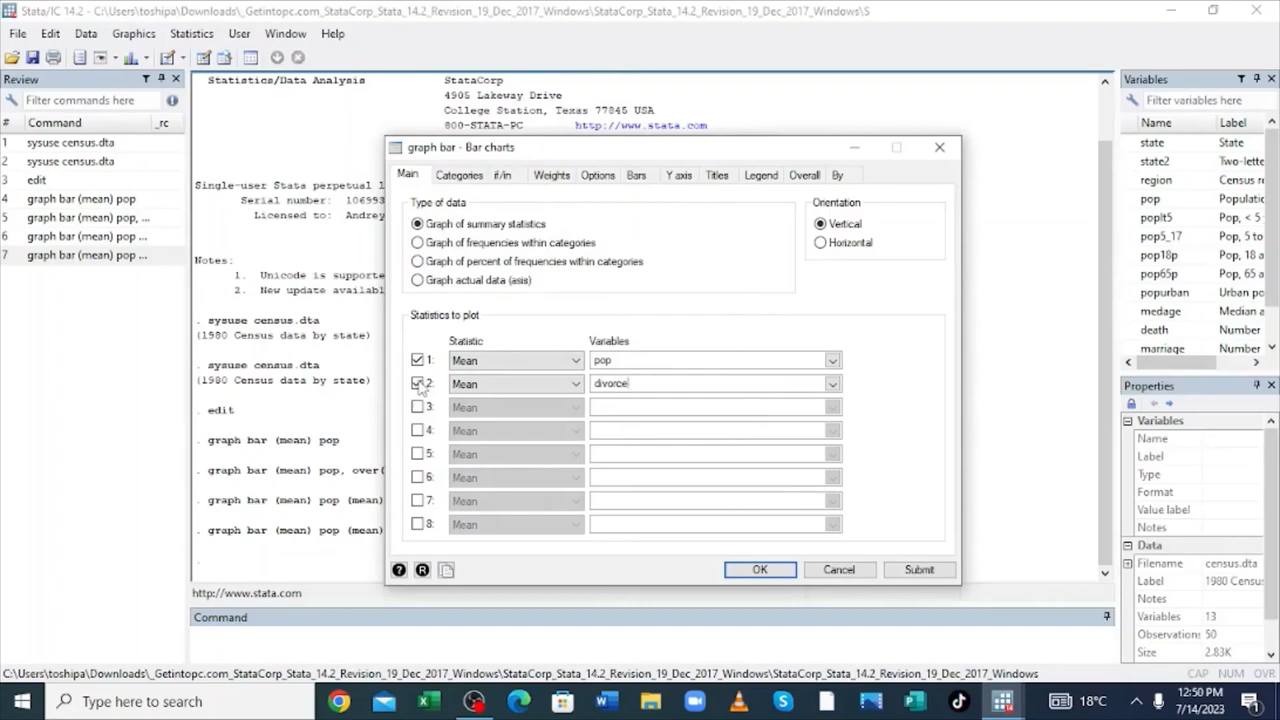 Stata/IC 14.2 - C:\Users\toshipa\Downloads\_Getintopc.com_StataCorp_Stata_14.2_Revision_19_Dec_2017_Windows\StataCorp_Stata_14.2_Revision_19_Dec_2017_Windows\S
File Edit Data Graphics Statistics User Window Help
Review
Filter commands here
# Command _rc
1 sysuse census.dta
2 sysuse census.dta
3 edit
4 graph bar (mean) pop
5 graph bar (mean) pop, ...
6 graph bar (mean) pop ...
7 graph bar (mean) pop ...
Statistics/Data Analysis StataCorp
4905 Lakeway Drive
College Station, Texas 77845 USA
800-STATA-PC http://www.stata.com
Single-user Stata perpetual l
Serial number: 106993
Licensed to: Andrey
Notes:
1. Unicode is supporte
2. New update availabl
. sysuse census.dta
(1980 Census data by state)
. sysuse census.dta
(1980 Census data by state)
. edit
. graph bar (mean) pop
. graph bar (mean) pop, over(
. graph bar (mean) pop (mean)
. graph bar (mean) pop (mean)
.
http://www.stata.com
Command
graph bar - Bar charts
Main Categories if/in Weights Options Bars Y axis Titles Legend Overall By
Type of data
Graph of summary statistics
Graph of frequencies within categories
Graph of percent of frequencies within categories
Graph actual data (asis)
Orientation
Vertical
Horizontal
Statistics to plot
Statistic Variables
1: Mean pop
2: Mean divorce
3: Mean
4: Mean
5: Mean
6: Mean
7: Mean
8: Mean
OK Cancel Submit
Variables
Filter variables here
Name Label
state State
state2 Two-lette
region Census re
pop Populatio
poplt5 Pop, < 5
pop5_17 Pop, 5 to
pop18p Pop, 18 a
pop65p Pop, 65 a
popurban Urban po
medage Median a
death Number
marriage Number
Properties
Variables
Name
Label
Type
Format
Value label
Notes
Data
Filename census.dta
Label 1980 Censu
Notes
Variables 13
Observations 50
Size 2.83K
C:\Users\toshipa\Downloads\_Getintopc.com_StataCorp_Stata_14.2_Revision_19_Dec_2017_Windows\StataCorp_Stata_14.2_Revision_19_Dec_2017_Windows
CAP NUM OVR
Type here to search
18°C
12:50 PM
7/14/2023